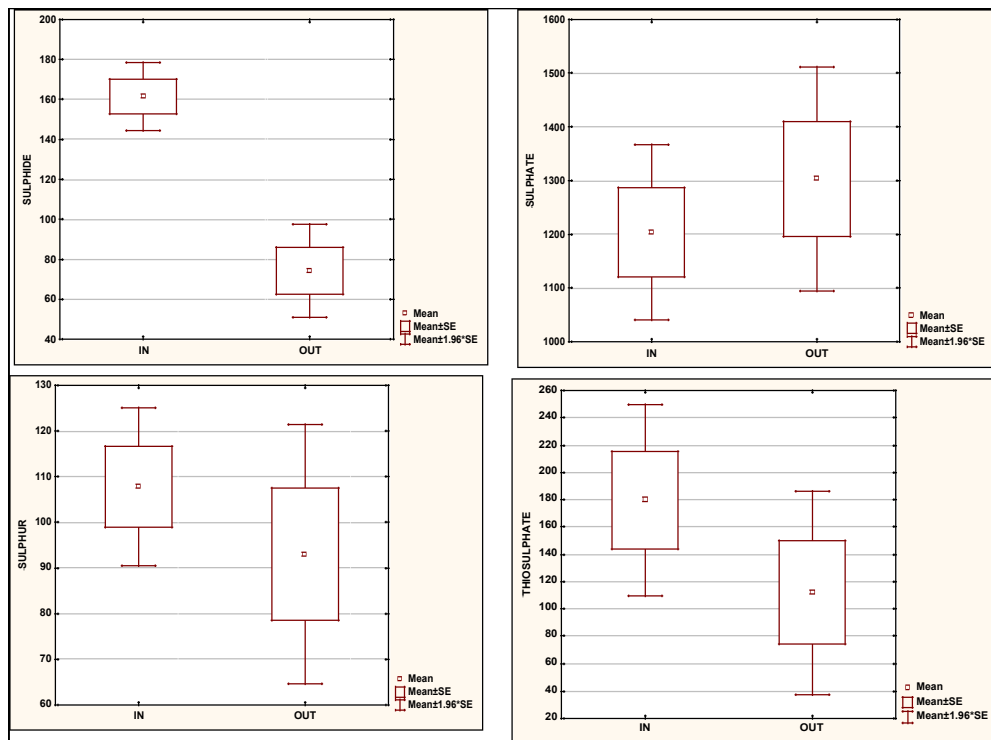 200
180
160
140
120
100
80
60
40
SULPHIDE
IN
OUT
Mean
Mean±SE
Mean±1.96*SE
1600
1500
1400
1300
1200
1100
1000
SULPHATE
IN
OUT
Mean
Mean±SE
Mean±1.96*SE
130
120
110
100
90
80
70
60
SULPHUR
IN
OUT
Mean
Mean±SE
Mean±1.96*SE
260
240
220
200
180
160
140
120
100
80
60
40
20
THIOSULPHATE
IN
OUT
Mean
Mean±SE
Mean±1.96*SE